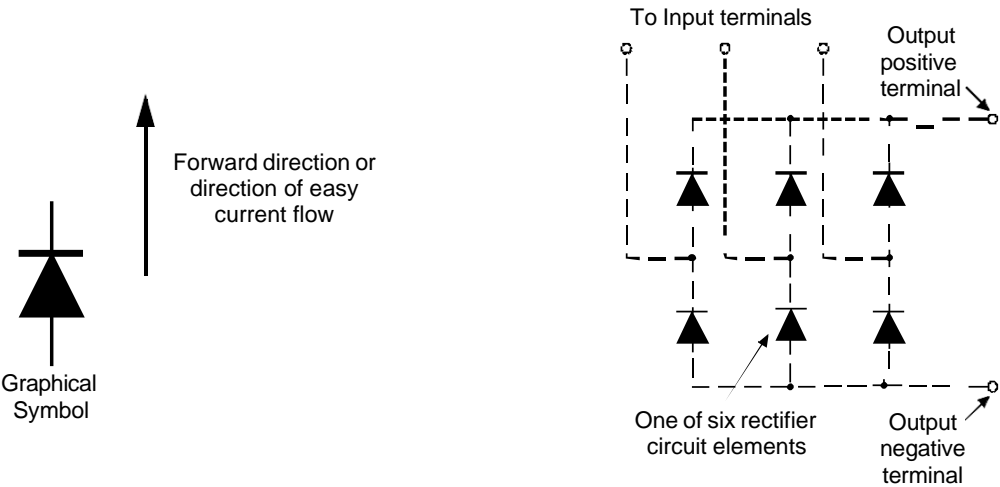 Forward direction or
direction of easy
current flow
Graphical
Symbol
To Input terminals
Output
positive
terminal
One of six rectifier
circuit elements
Output
negative
terminal